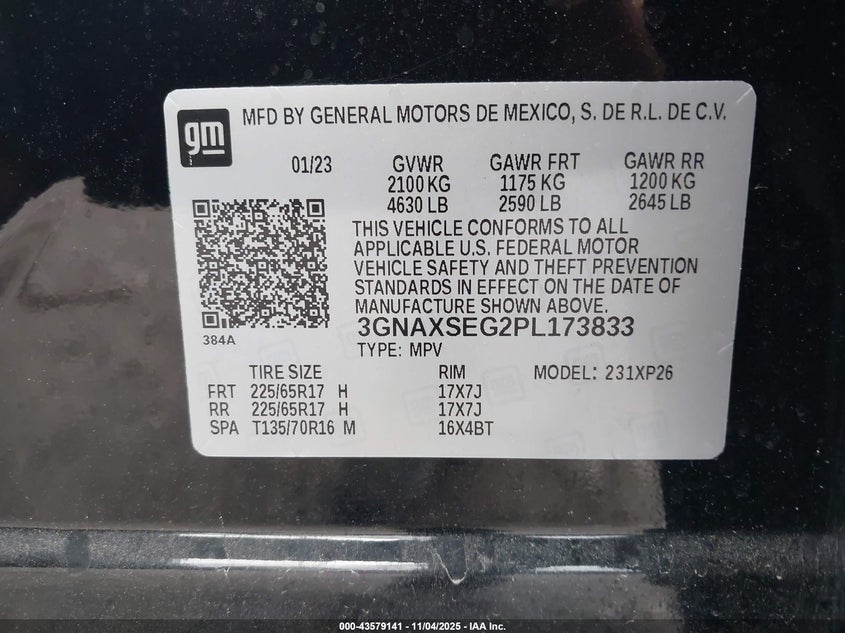 gm
MFD BY GENERAL MOTORS DE MEXICO, S. DE R.L. DE C.V.
01/23 GVWR GAWR FRT GAWR RR
2100 KG 1175 KG 1200 KG
4630 LB 2590 LB 2645 LB
THIS VEHICLE CONFORMS TO ALL
APPLICABLE U.S. FEDERAL MOTOR
VEHICLE SAFETY AND THEFT PREVENTION
STANDARDS IN EFFECT ON THE DATE OF
MANUFACTURE SHOWN ABOVE.
384A
3GNAXSEG2PL173833
TYPE: MPV
TIRE SIZE RIM MODEL: 231XP26
FRT 225/65R17 H 17X7J
RR 225/65R17 H 17X7J
SPA T135/70R16 M 16X4BT
000-43579141 - 11/04/2025 - IAA Inc.